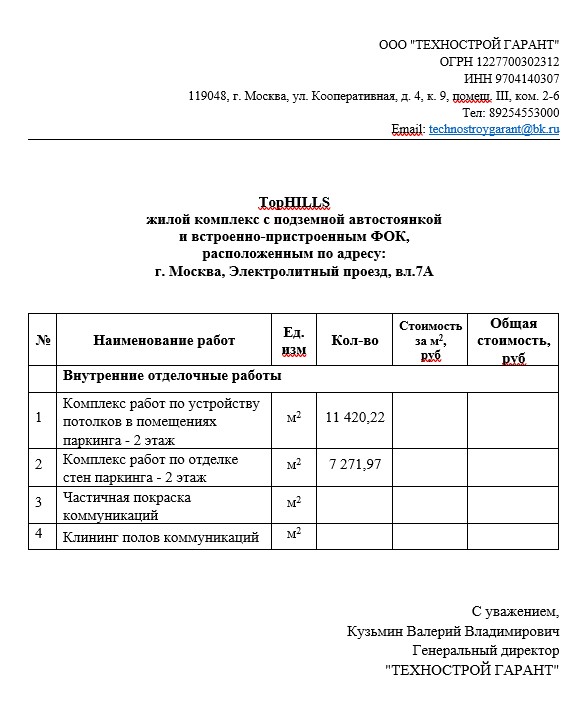 ООО "ТЕХНОСТРОЙ ГАРАНТ"
ОГРН 1227700302312
ИНН 9704140307
119048, г. Москва, ул. Кооперативная, д. 4, к. 9, помещ. III, ком. 2-6
Тел: 89254553000
Email: technostroygarant@bk.ru
TopHILLS
жилой комплекс с подземной автостоянкой
и встроенно-пристроенным ФОК,
расположенным по адресу:
г. Москва, Электролитный проезд, вл.7А
№ Наименование работ Ед. изм Кол-во Стоимость за м², руб Общая стоимость, руб
Внутренние отделочные работы
1 Комплекс работ по устройству
потолков в помещениях
паркинга - 2 этаж м² 11 420,22
2 Комплекс работ по отделке
стен паркинга - 2 этаж м² 7 271,97
3 Частичная покраска
коммуникаций м²
4 Клининг полов коммуникаций м²
С уважением,
Кузьмин Валерий Владимирович
Генеральный директор
"ТЕХНОСТРОЙ ГАРАНТ"